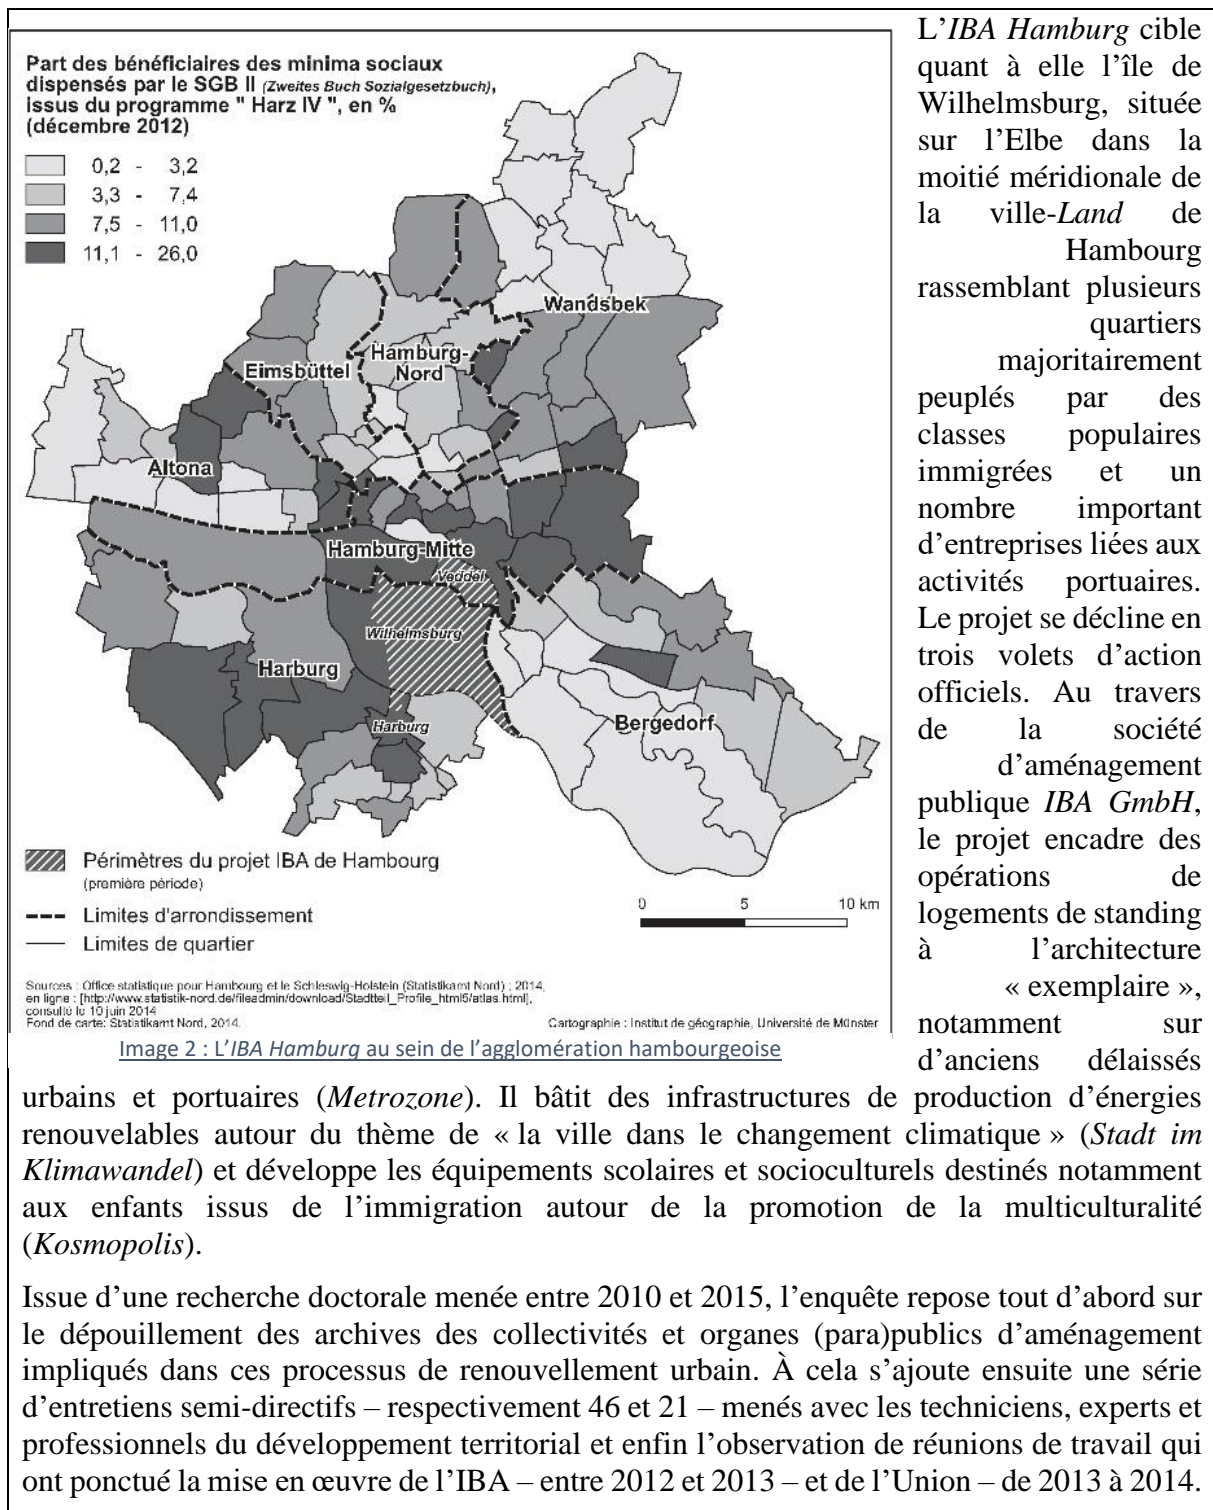 Part des bénéficiaires des minima sociaux
dispensés par le SGB II (Zweites Buch Sozialgesetzbuch),
issus du programme " Harz IV ", en %
(décembre 2012)
0,2 - 3,2
3,3 - 7,4
7,5 - 11,0
11,1 - 26,0
Wandsbek
Hamburg-
Nord
Eimsbüttel
Altona
Hamburg-Mitte
Veddel
Wilhelmsburg
Harburg
Harburg
Bergedorf
Périmètres du projet IBA de Hambourg
(première période)
Limites d'arrondissement
Limites de quartier
0 5 10 km
Sources : Office statistique pour Hambourg et le Schleswig-Holstein (Statistikamt Nord) ; 2014,
en ligne : [http://www.statistik-nord.de/fileadmin/download/Stadtteil_Profile_html5/atlas.html],
consulté le 10 juin 2014
Fond de carte: Statistikamt Nord, 2014.
Cartographie : Institut de géographie, Université de Münster
Image 2 : L’IBA Hamburg au sein de l’agglomération hambourgeoise
L’IBA Hamburg cible
quant à elle l’île de
Wilhelmsburg, située
sur l’Elbe dans la
moitié méridionale de
la ville-Land de
Hambourg
rassemblant plusieurs
quartiers
majoritairement
peuplés par des
classes populaires
immigrées et un
nombre important
d’entreprises liées aux
activités portuaires.
Le projet se décline en
trois volets d’action
officiels. Au travers
de la société
d’aménagement
publique IBA GmbH,
le projet encadre des
opérations de
logements de standing
à l’architecture
« exemplaire »,
notamment sur
d’anciens délaissés
urbains et portuaires (Metrozone). Il bâtit des infrastructures de production d’énergies
renouvelables autour du thème de « la ville dans le changement climatique » (Stadt im
Klimawandel) et développe les équipements scolaires et socioculturels destinés notamment
aux enfants issus de l’immigration autour de la promotion de la multiculturalité
(Kosmopolis).
Issue d’une recherche doctorale menée entre 2010 et 2015, l’enquête repose tout d’abord sur
le dépouillement des archives des collectivités et organes (para)publics d’aménagement
impliqués dans ces processus de renouvellement urbain. À cela s’ajoute ensuite une série
d’entretiens semi-directifs – respectivement 46 et 21 – menés avec les techniciens, experts et
professionnels du développement territorial et enfin l’observation de réunions de travail qui
ont ponctué la mise en œuvre de l’IBA – entre 2012 et 2013 – et de l’Union – de 2013 à 2014.